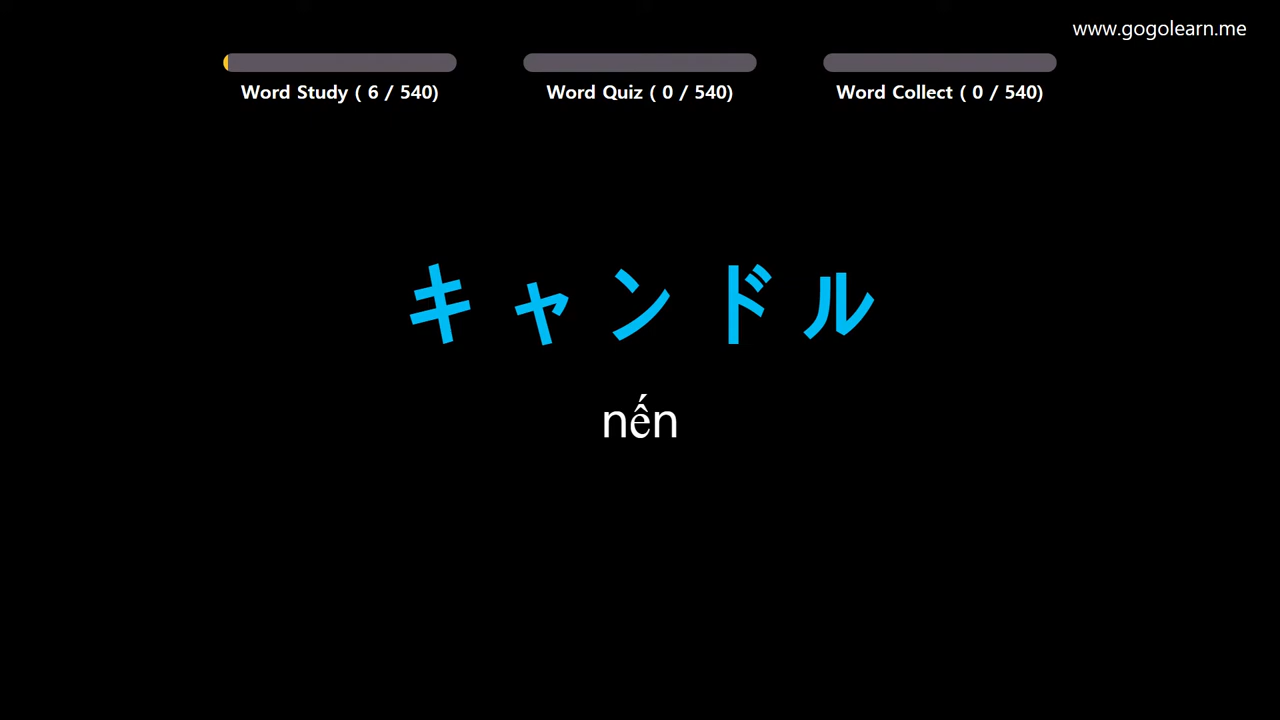 www.gogolearn.me
Word Study ( 6 / 540)
Word Quiz ( 0 / 540)
Word Collect ( 0 / 540)
キャンドル
nến